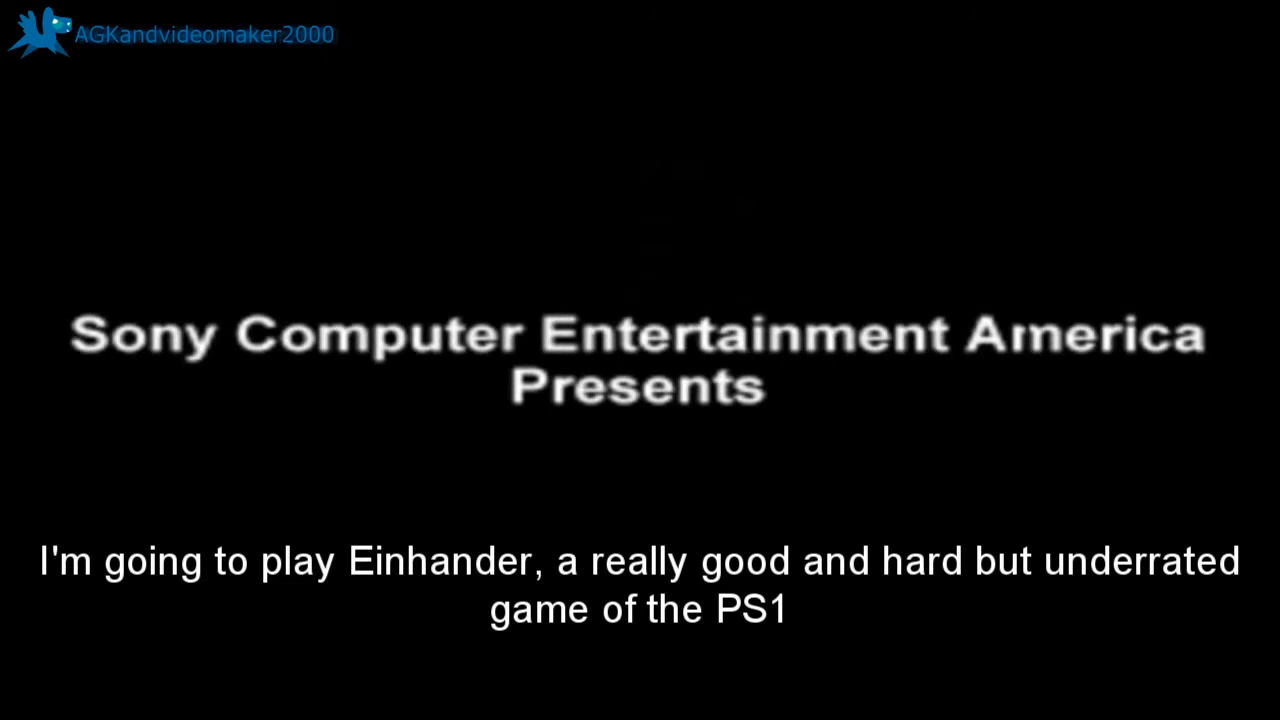 AGKandvideomaker2000
Sony Computer Entertainment America
Presents
I'm going to play Einhander, a really good and hard but underrated
game of the PS1